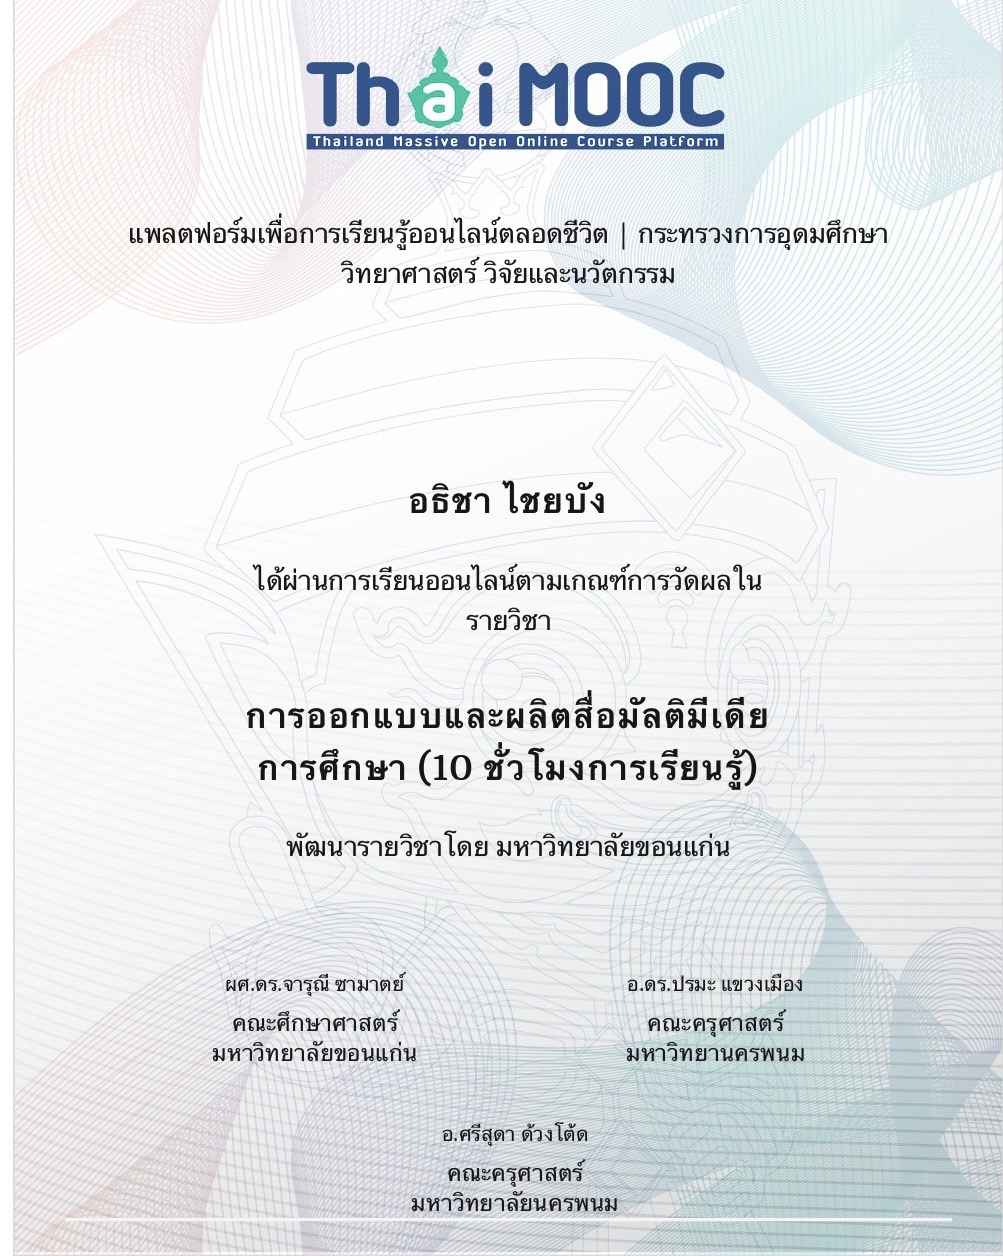 Thai MOOC
Thailand Massive Open Online Course Platform
แพลตฟอร์มเพื่อการเรียนรู้ออนไลน์ตลอดชีวิต | กระทรวงการอุดมศึกษา
วิทยาศาสตร์ วิจัยและนวัตกรรม
อธิชา ไชยบัง
ได้ผ่านการเรียนออนไลน์ตามเกณฑ์การวัดผลใน
รายวิชา
การออกแบบและผลิตสื่อมัลติมีเดีย
การศึกษา (10 ชั่วโมงการเรียนรู้)
พัฒนารายวิชาโดย มหาวิทยาลัยขอนแก่น
ผศ.ดร.จารุณี ซามาตย์
คณะศึกษาศาสตร์
มหาวิทยาลัยขอนแก่น
อ.ดร.ปรมะ แขวงเมือง
คณะครุศาสตร์
มหาวิทยานครพนม
อ.ศรีสุดา ด้วงโต้ด
คณะครุศาสตร์
มหาวิทยาลัยนครพนม